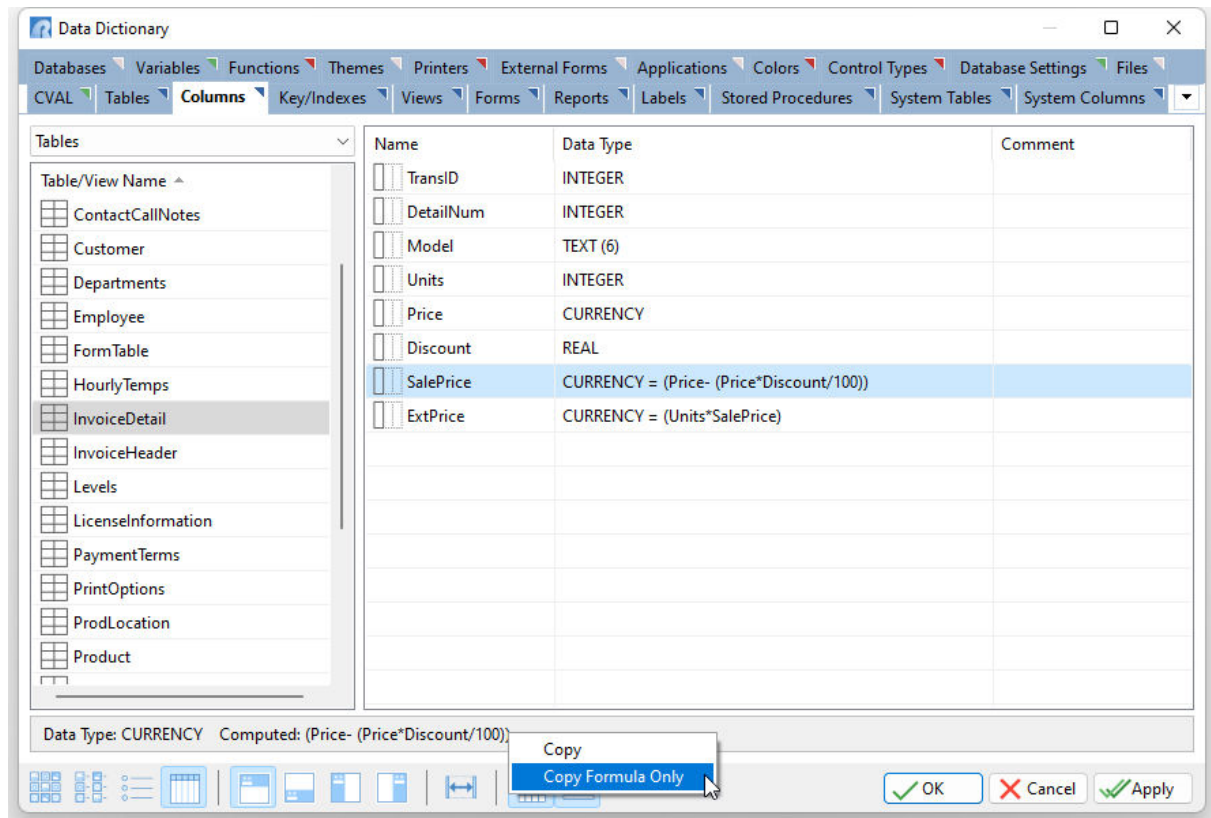 Data Dictionary
Databases Variables Functions Themes Printers External Forms Applications Colors Control Types Database Settings Files
CVAL Tables Columns Key/Indexes Views Forms Reports Labels Stored Procedures System Tables System Columns
Tables
Name Data Type Comment
Table/View Name
TransID INTEGER
ContactCallNotes
DetailNum INTEGER
Customer
Model TEXT (6)
Departments
Units INTEGER
Employee
Price CURRENCY
FormTable
Discount REAL
HourlyTemps
SalePrice CURRENCY = (Price- (Price*Discount/100))
InvoiceDetail
ExtPrice CURRENCY = (Units*SalePrice)
InvoiceHeader
Levels
LicenseInformation
PaymentTerms
PrintOptions
ProdLocation
Product
Data Type: CURRENCY Computed: (Price- (Price*Discount/100))
Copy
Copy Formula Only
OK Cancel Apply